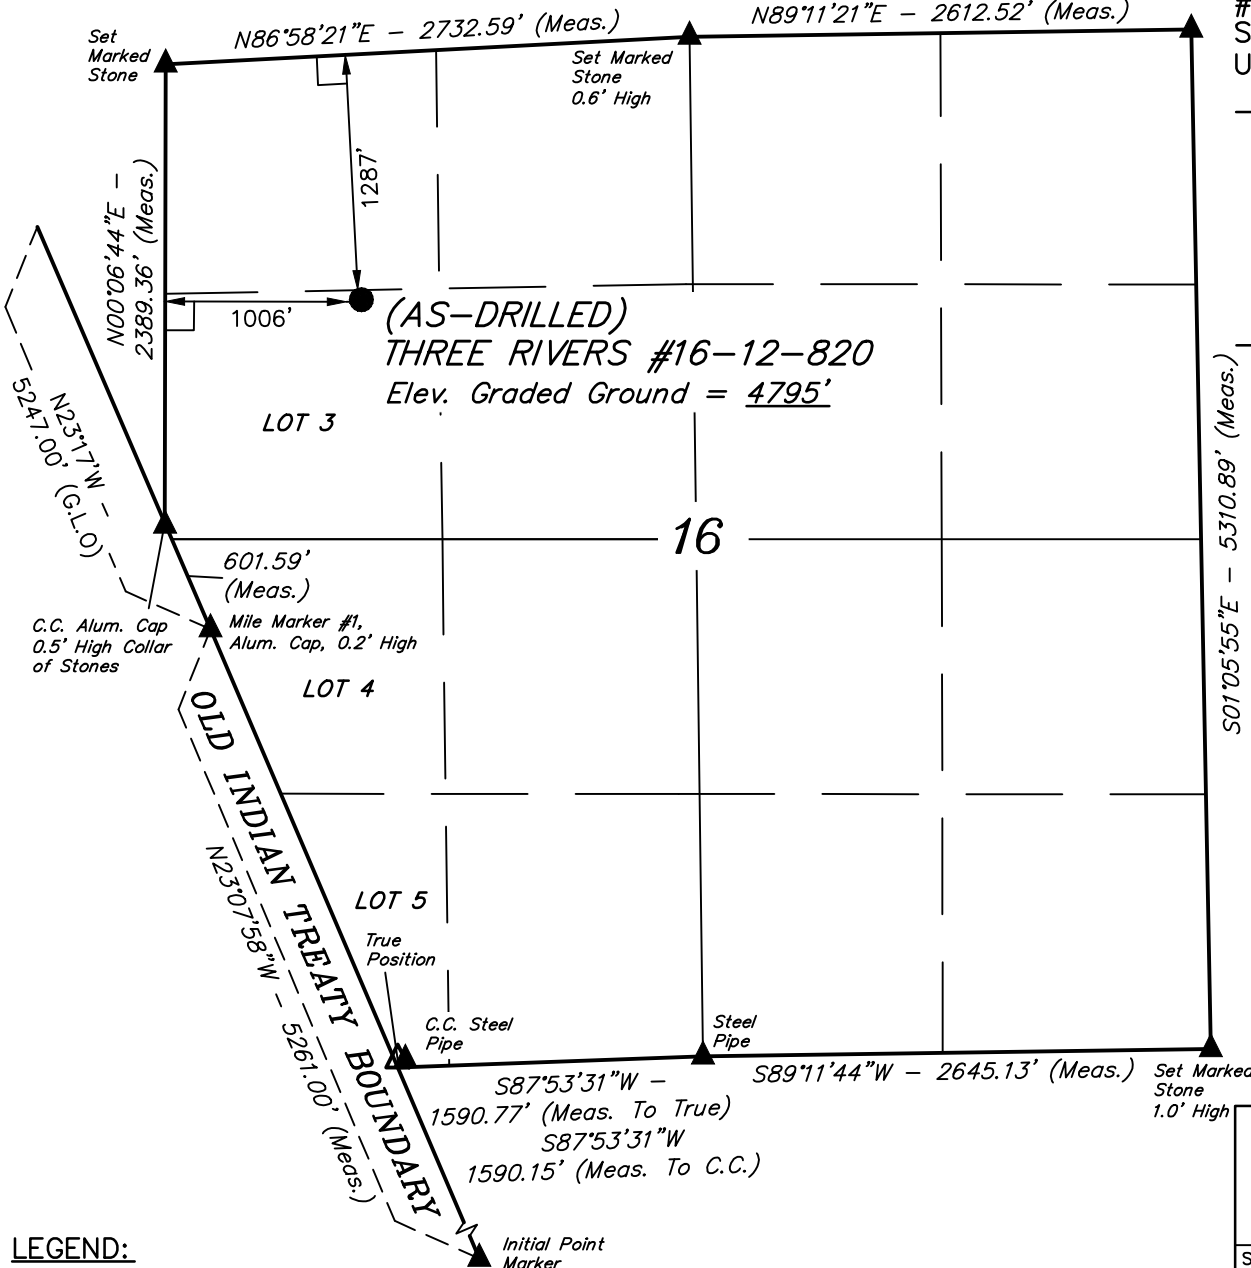 N86°58'21"E - 2732.59' (Meas.)
N89°11'21"E - 2612.52' (Meas.)
#
S
U
Set
Marked
Stone
Set Marked
Stone
0.6' High
1287'
N00°06'44"E -
2389.36' (Meas.)
1006'
(AS-DRILLED)
THREE RIVERS #16-12-820
Elev. Graded Ground = 4795'
LOT 3
N23°17'W -
5247.00' (G.L.O)
S01°05'55"E - 5310.89' (Meas.)
16
601.59'
(Meas.)
C.C. Alum. Cap
0.5' High Collar
of Stones
Mile Marker #1,
Alum. Cap, 0.2' High
LOT 4
OLD INDIAN TREATY BOUNDARY
N23°07'58"W - 5261.00' (Meas.)
LOT 5
True
Position
C.C. Steel
Pipe
Steel
Pipe
S87°53'31"W -
1590.77' (Meas. To True)
S87°53'31"W
1590.15' (Meas. To C.C.)
S89°11'44"W - 2645.13' (Meas.)
Set Marked
Stone
1.0' High
LEGEND:
Initial Point
Marker
S